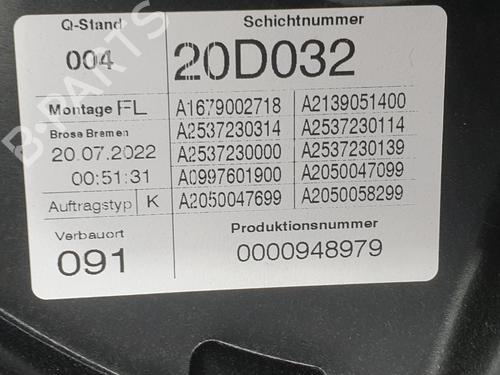 Q-Stand
Schichtnummer
004
20D032
Montage FL
A1679002718 A2139051400
Brose Bremen
A2537230314 A2537230114
20.07.2022
A2537230000 A2537230139
00:51:31
A0997601900 A2050047099
Auftragstyp K
A2050047699 A2050058299
Verbauort
Produktionsnummer
091
0000948979
B-PARTS